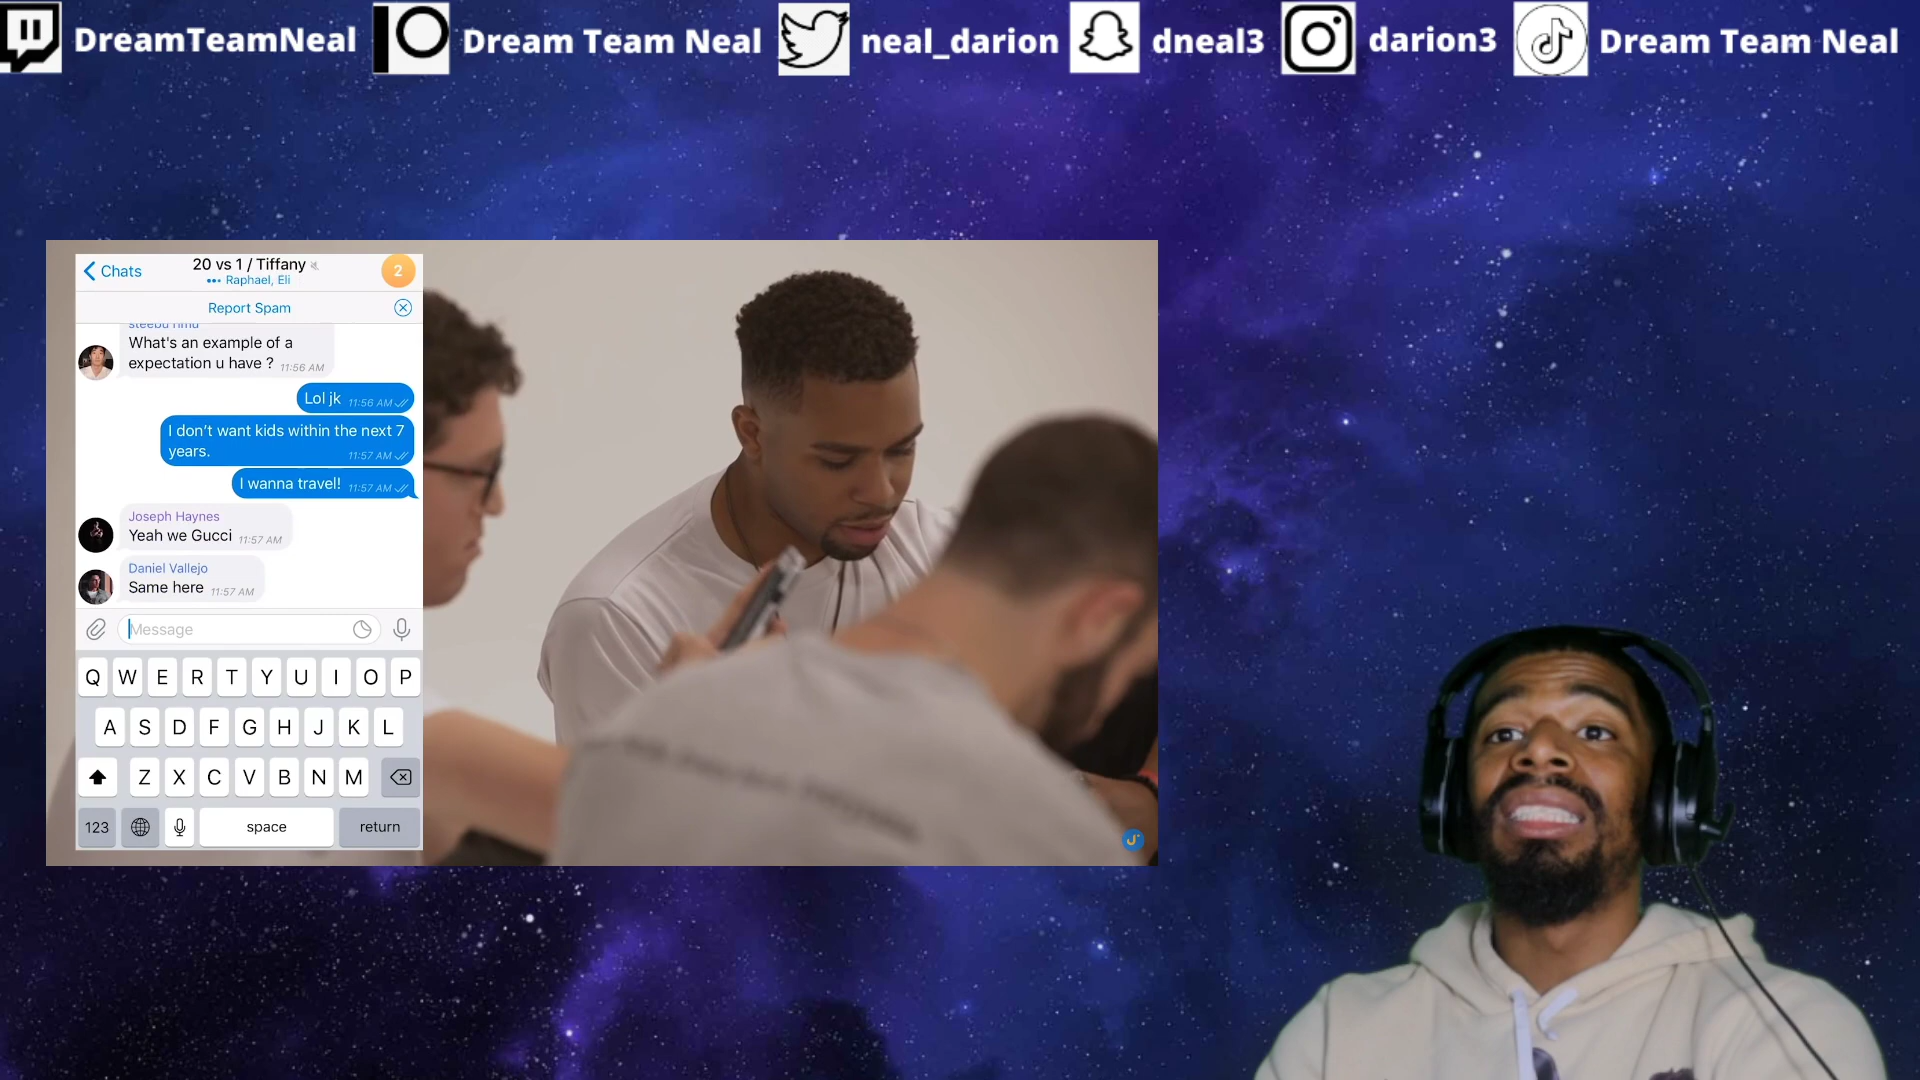 DreamTeamNeal
Dream Team Neal
neal_darion
dneal3
darion3
Dream Team Neal
Chats
20 vs 1 / Tiffany
2
••• Raphael, Eli
Report Spam
What's an example of a
expectation u have ? 11:56 AM
Lol jk 11:56 AM
I don't want kids within the next 7
years. 11:57 AM
I wanna travel! 11:57 AM
Joseph Haynes
Yeah we Gucci 11:57 AM
Daniel Vallejo
Same here 11:57 AM
Message
Q W E R T Y U I O P
A S D F G H J K L
Z X C V B N M
123 space return